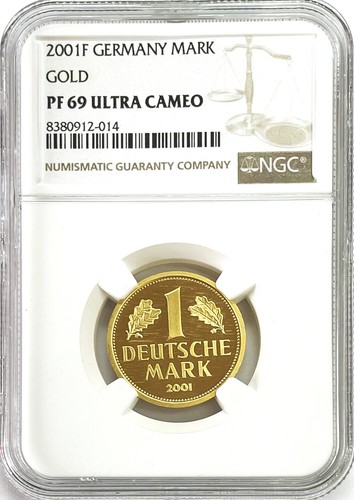 2001F GERMANY MARK
GOLD
PF 69 ULTRA CAMEO
8380912-014
NUMISMATIC GUARANTY COMPANY
NGC®
1
DEUTSCHE
MARK
2001